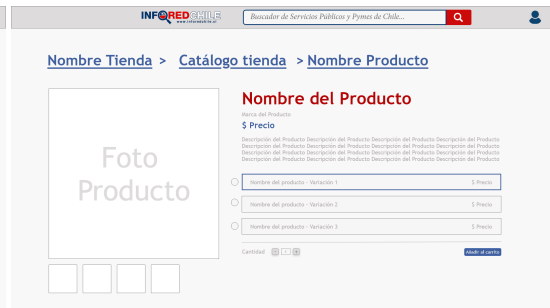 INFOREDCHILE
www.inforedchile.cl
Buscador de Servicios Públicos y Pymes de Chile...
Nombre Tienda > Catálogo tienda > Nombre Producto
Foto
Producto
Nombre del Producto
Marca del Producto
$ Precio
Descripción del Producto Descripción del Producto Descripción del Producto Descripción del Producto
Descripción del Producto Descripción del Producto Descripción del Producto Descripción del Producto
Descripción del Producto Descripción del Producto Descripción del Producto Descripción del Producto
Descripción del Producto Descripción del Producto Descripción del Producto Descripción del Producto
Nombre del producto - Variación 1 $ Precio
Nombre del producto - Variación 2 $ Precio
Nombre del producto - Variación 3 $ Precio
Cantidad - 1 + Añadir al carrito